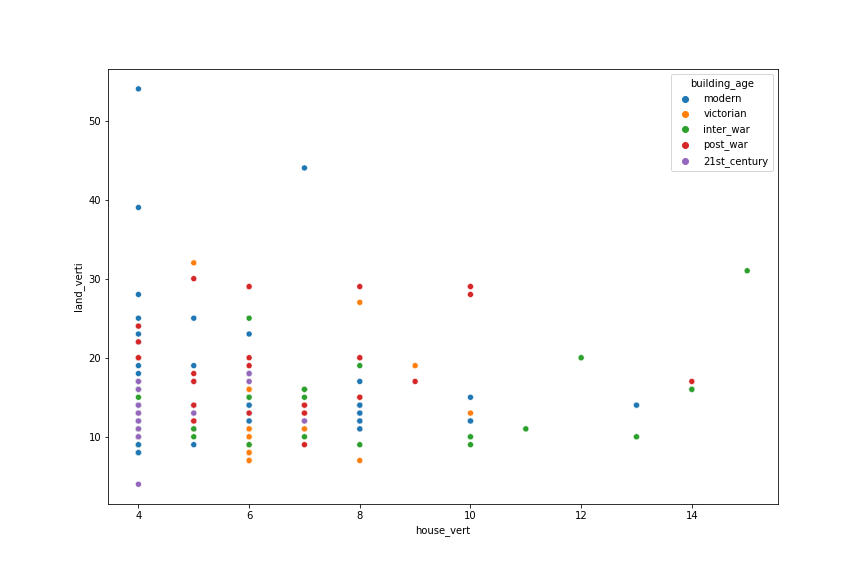 building_age
modern
victorian
inter_war
post_war
21st_century
50
40
30
20
10
land_verti
4 6 8 10 12 14
house_vert